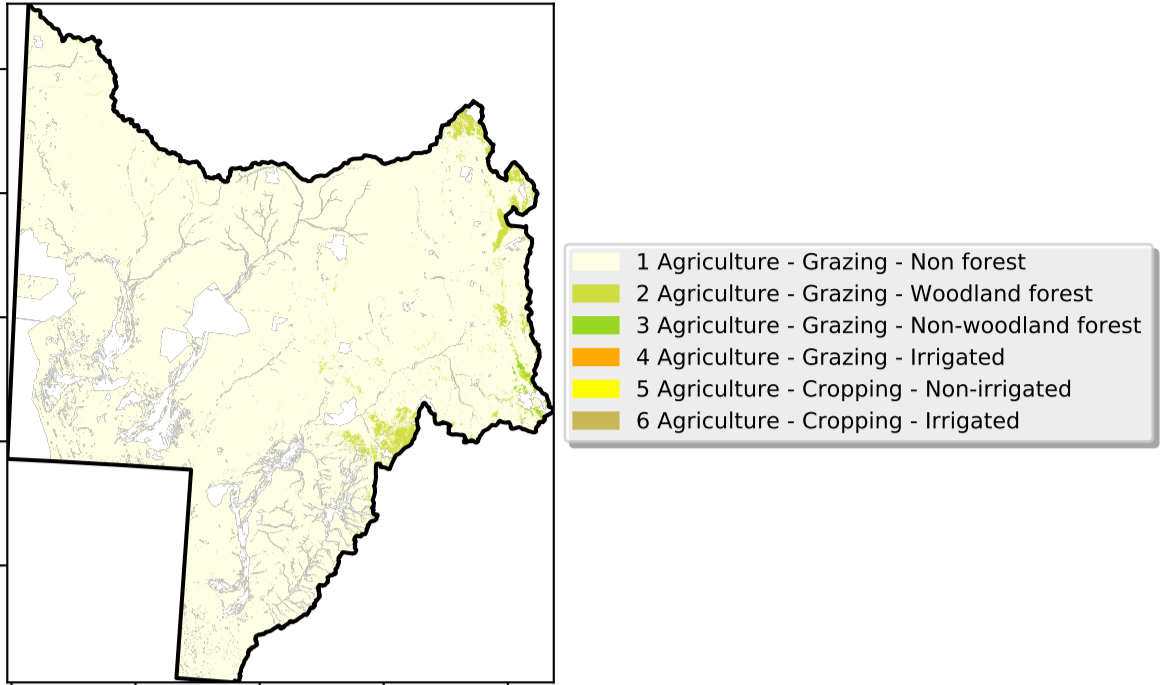 1 Agriculture - Grazing - Non forest
2 Agriculture - Grazing - Woodland forest
3 Agriculture - Grazing - Non-woodland forest
4 Agriculture - Grazing - Irrigated
5 Agriculture - Cropping - Non-irrigated
6 Agriculture - Cropping - Irrigated